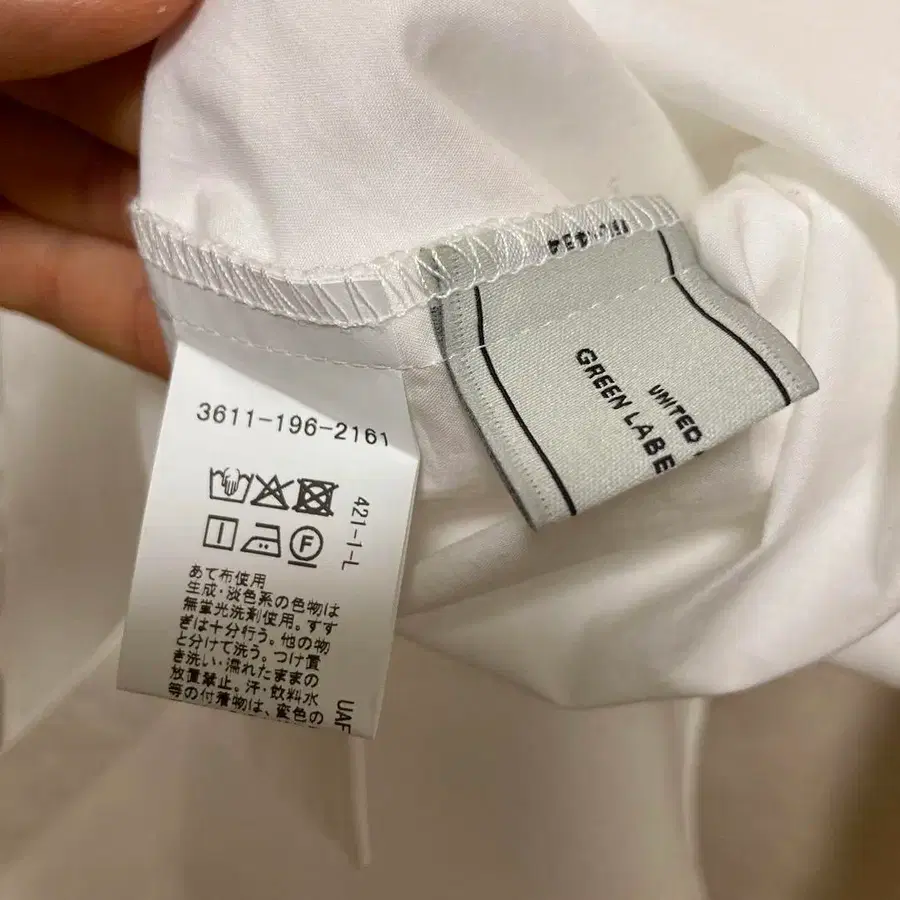 3611-196-2161
421-1-L
F
あて布使用
生成・淡色系の色物は
無蛍光洗剤使用。すす
ぎは十分行う。他の物
と分けて洗う。つけ置
き洗い・濡れたままの
放置禁止。汗・飲料水
等の付着物は、変色の
UAF
UNITED
GREEN LABE